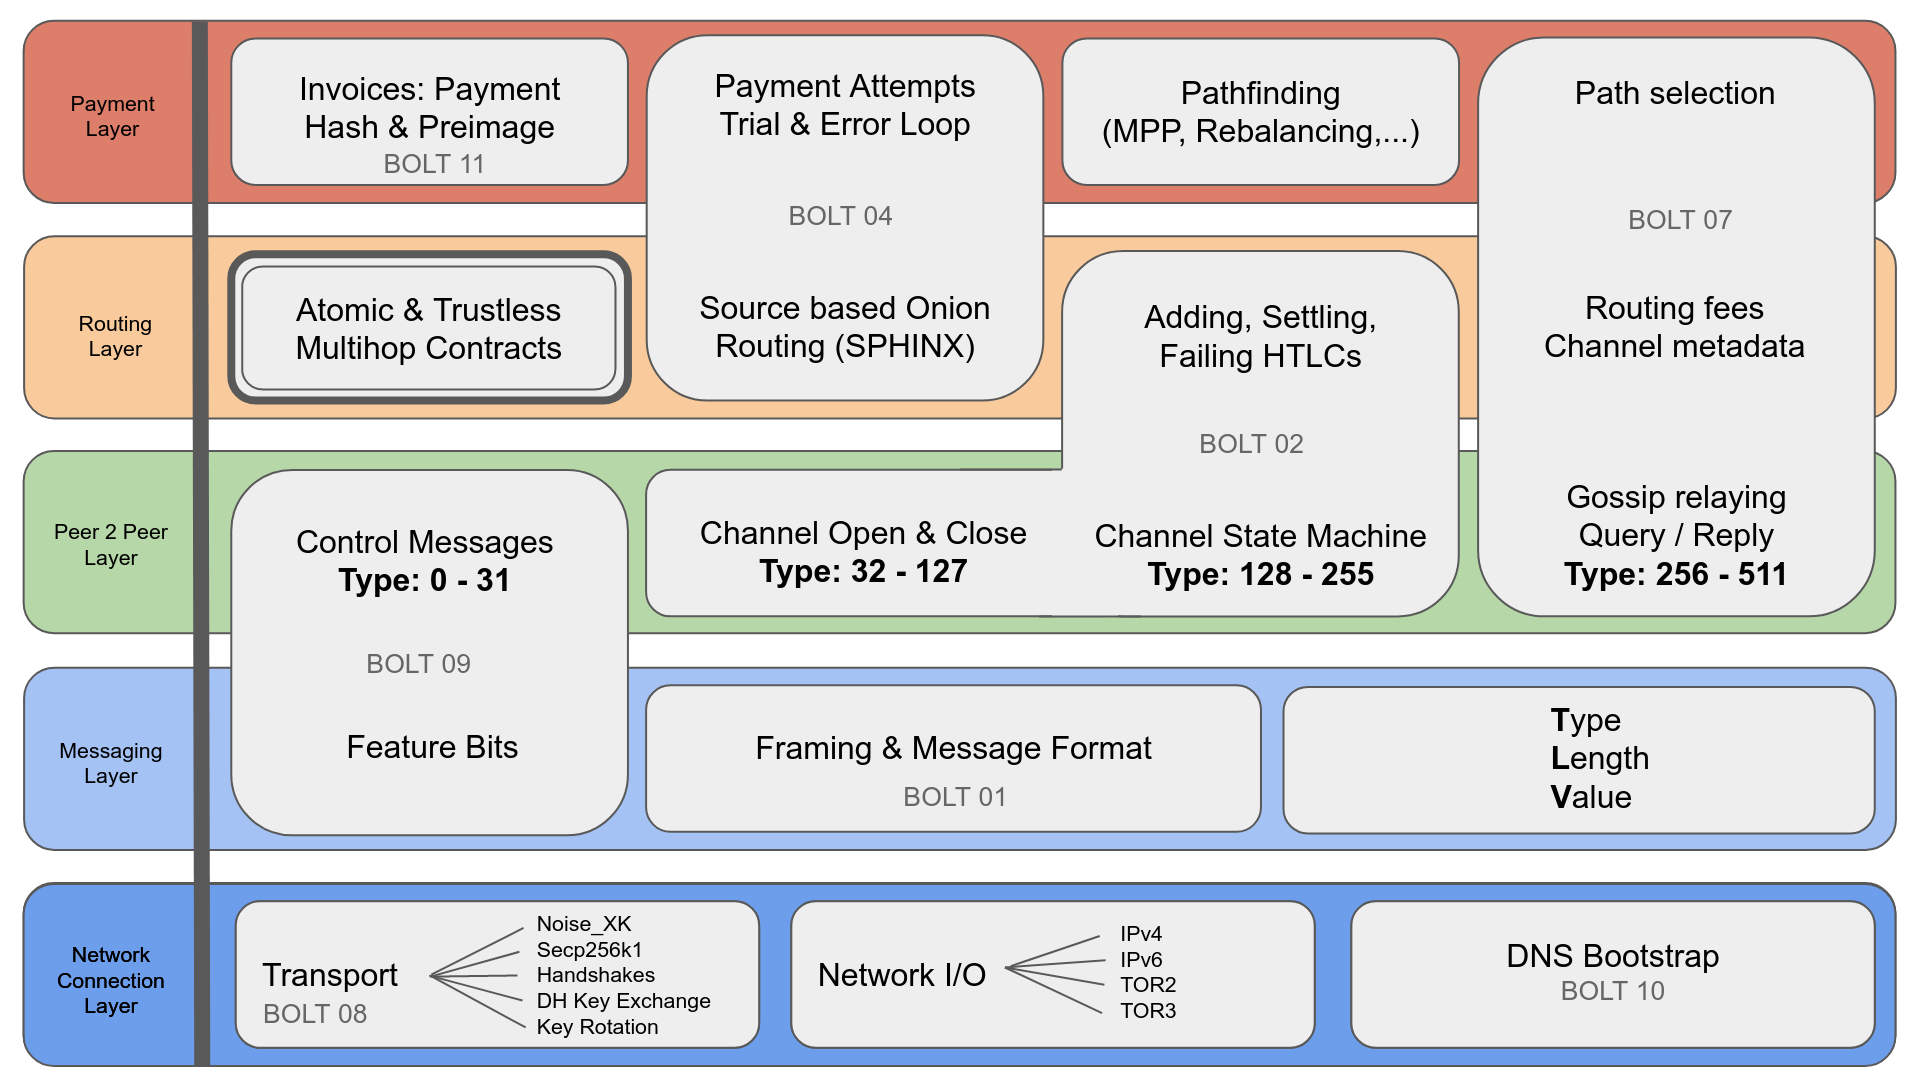 Payment
Layer
Invoices: Payment
Hash & Preimage
BOLT 11
Payment Attempts
Trial & Error Loop
BOLT 04
Source based Onion
Routing (SPHINX)
Pathfinding
(MPP, Rebalancing,...)
Path selection
BOLT 07
Routing fees
Channel metadata
Gossip relaying
Query / Reply
Type: 256 - 511
Routing
Layer
Atomic & Trustless
Multihop Contracts
Adding, Settling,
Failing HTLCs
BOLT 02
Channel State Machine
Type: 128 - 255
Peer 2 Peer
Layer
Control Messages
Type: 0 - 31
BOLT 09
Feature Bits
Channel Open & Close
Type: 32 - 127
Messaging
Layer
Framing & Message Format
BOLT 01
Type
Length
Value
Network
Connection
Layer
Transport
BOLT 08
Noise_XK
Secp256k1
Handshakes
DH Key Exchange
Key Rotation
Network I/O
IPv4
IPv6
TOR2
TOR3
DNS Bootstrap
BOLT 10